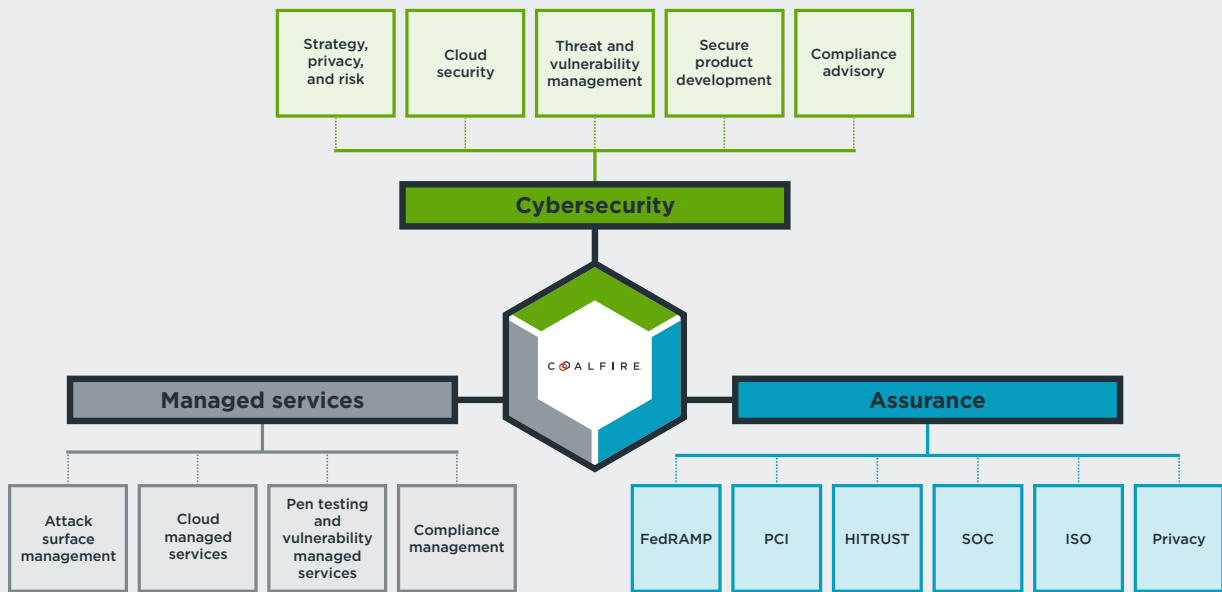 Strategy,
privacy,
and risk
Cloud
security
Threat and
vulnerability
management
Secure
product
development
Compliance
advisory
Cybersecurity
COALFIRE
Managed services
Assurance
Attack
surface
management
Cloud
managed
services
Pen testing
and
vulnerability
managed
services
Compliance
management
FedRAMP
PCI
HITRUST
SOC
ISO
Privacy